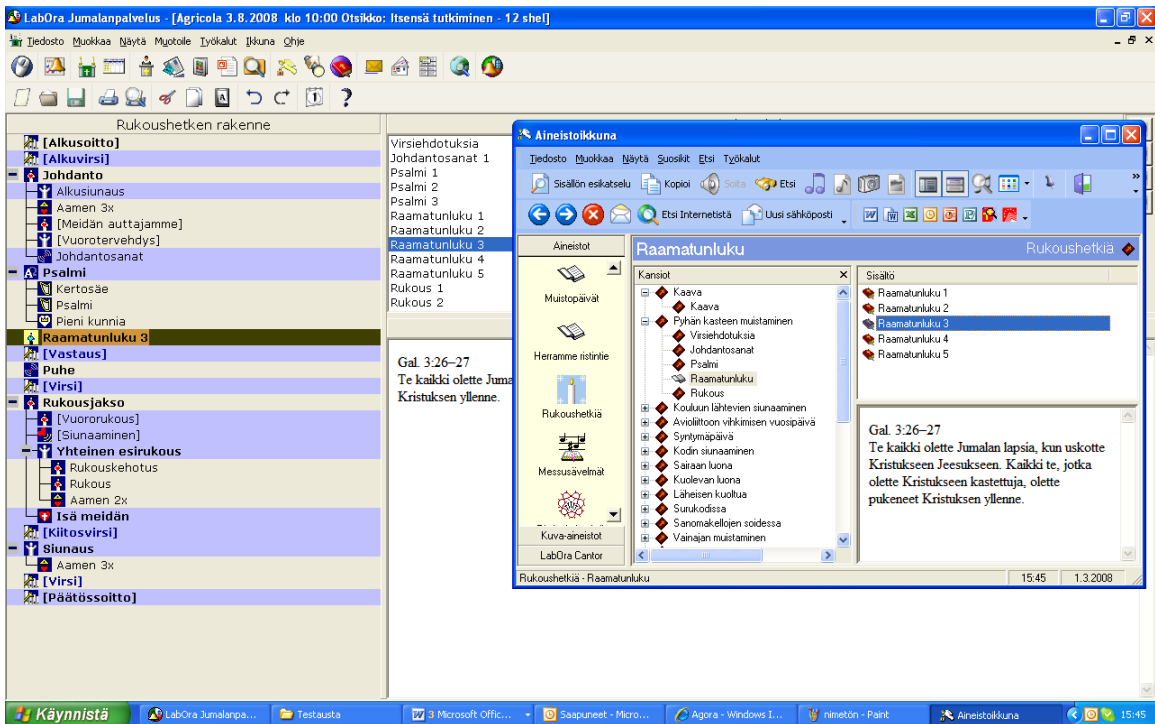 LabOra Jumalanpalvelus - [Agricola 3.8.2008 klo 10:00 Otsikko: Itsensä tutkiminen - 12 shel]
Tiedosto Muokkaa Näytä Muotoile Työkalut Ikkuna Ohje
Rukoushetken rakenne
[Alkusoitto]
[Alkuvirsi]
Johdanto
Alkusiunaus
Aamen 3x
[Meidän auttajamme]
[Vuorotervehdys]
Johdantosanat
Psalmi
Kertosäe
Psalmi
Pieni kunnia
Raamatunluku 3
[Vastaus]
Puhe
[Virsi]
Rukousjakso
[Vuororukous]
[Siunaaminen]
Yhteinen esirukous
Rukouskehotus
Rukous
Aamen 2x
Isä meidän
[Kiitosvirsi]
Siunaus
Aamen 3x
[Virsi]
[Päätössoitto]
Virsiehdotuksia
Johdantosanat 1
Psalmi 1
Psalmi 2
Psalmi 3
Raamatunluku 1
Raamatunluku 2
Raamatunluku 3
Raamatunluku 4
Raamatunluku 5
Rukous 1
Rukous 2
Gal. 3:26–27
Te kaikki olette Juma
Kristuksen yllenne.
Aineistoikkuna
Tiedosto Muokkaa Näytä Suosikit Etsi Työkalut
Sisällön esikatselu Kopioi Soita Etsi
Etsi Internetistä Uusi sähköposti
Aineistot
Muistopäivät
Herramme ristintie
Rukoushetkiä
Messusävelmät
Kuva-aineistot
LabOra Cantor
Raamatunluku Rukoushetkiä
Kansiot
Kaava
Kaava
Pyhän kasteen muistaminen
Virsiehdotuksia
Johdantosanat
Psalmi
Raamatunluku
Rukous
Kouluun lähtevien siunaaminen
Avioliittoon vihkimisen vuosipäivä
Syntymäpäivä
Kodin siunaaminen
Sairaan luona
Kuolevan luona
Läheisen kuoltua
Surukodissa
Sanomakellojen soidessa
Vainajan muistaminen
Sisältö
Raamatunluku 1
Raamatunluku 2
Raamatunluku 3
Raamatunluku 4
Raamatunluku 5
Gal. 3:26–27
Te kaikki olette Jumalan lapsia, kun uskotte
Kristukseen Jeesukseen. Kaikki te, jotka
olette Kristukseen kastettuja, olette
pukeneet Kristuksen yllenne.
Rukoushetkiä - Raamatunluku 15:45 1.3.2008
Käynnistä LabOra Jumalanpa... Testausta 3 Microsoft Offic... Saapuneet - Micro... Agora - Windows I... nimetön - Paint Aineistoikkuna 15:45